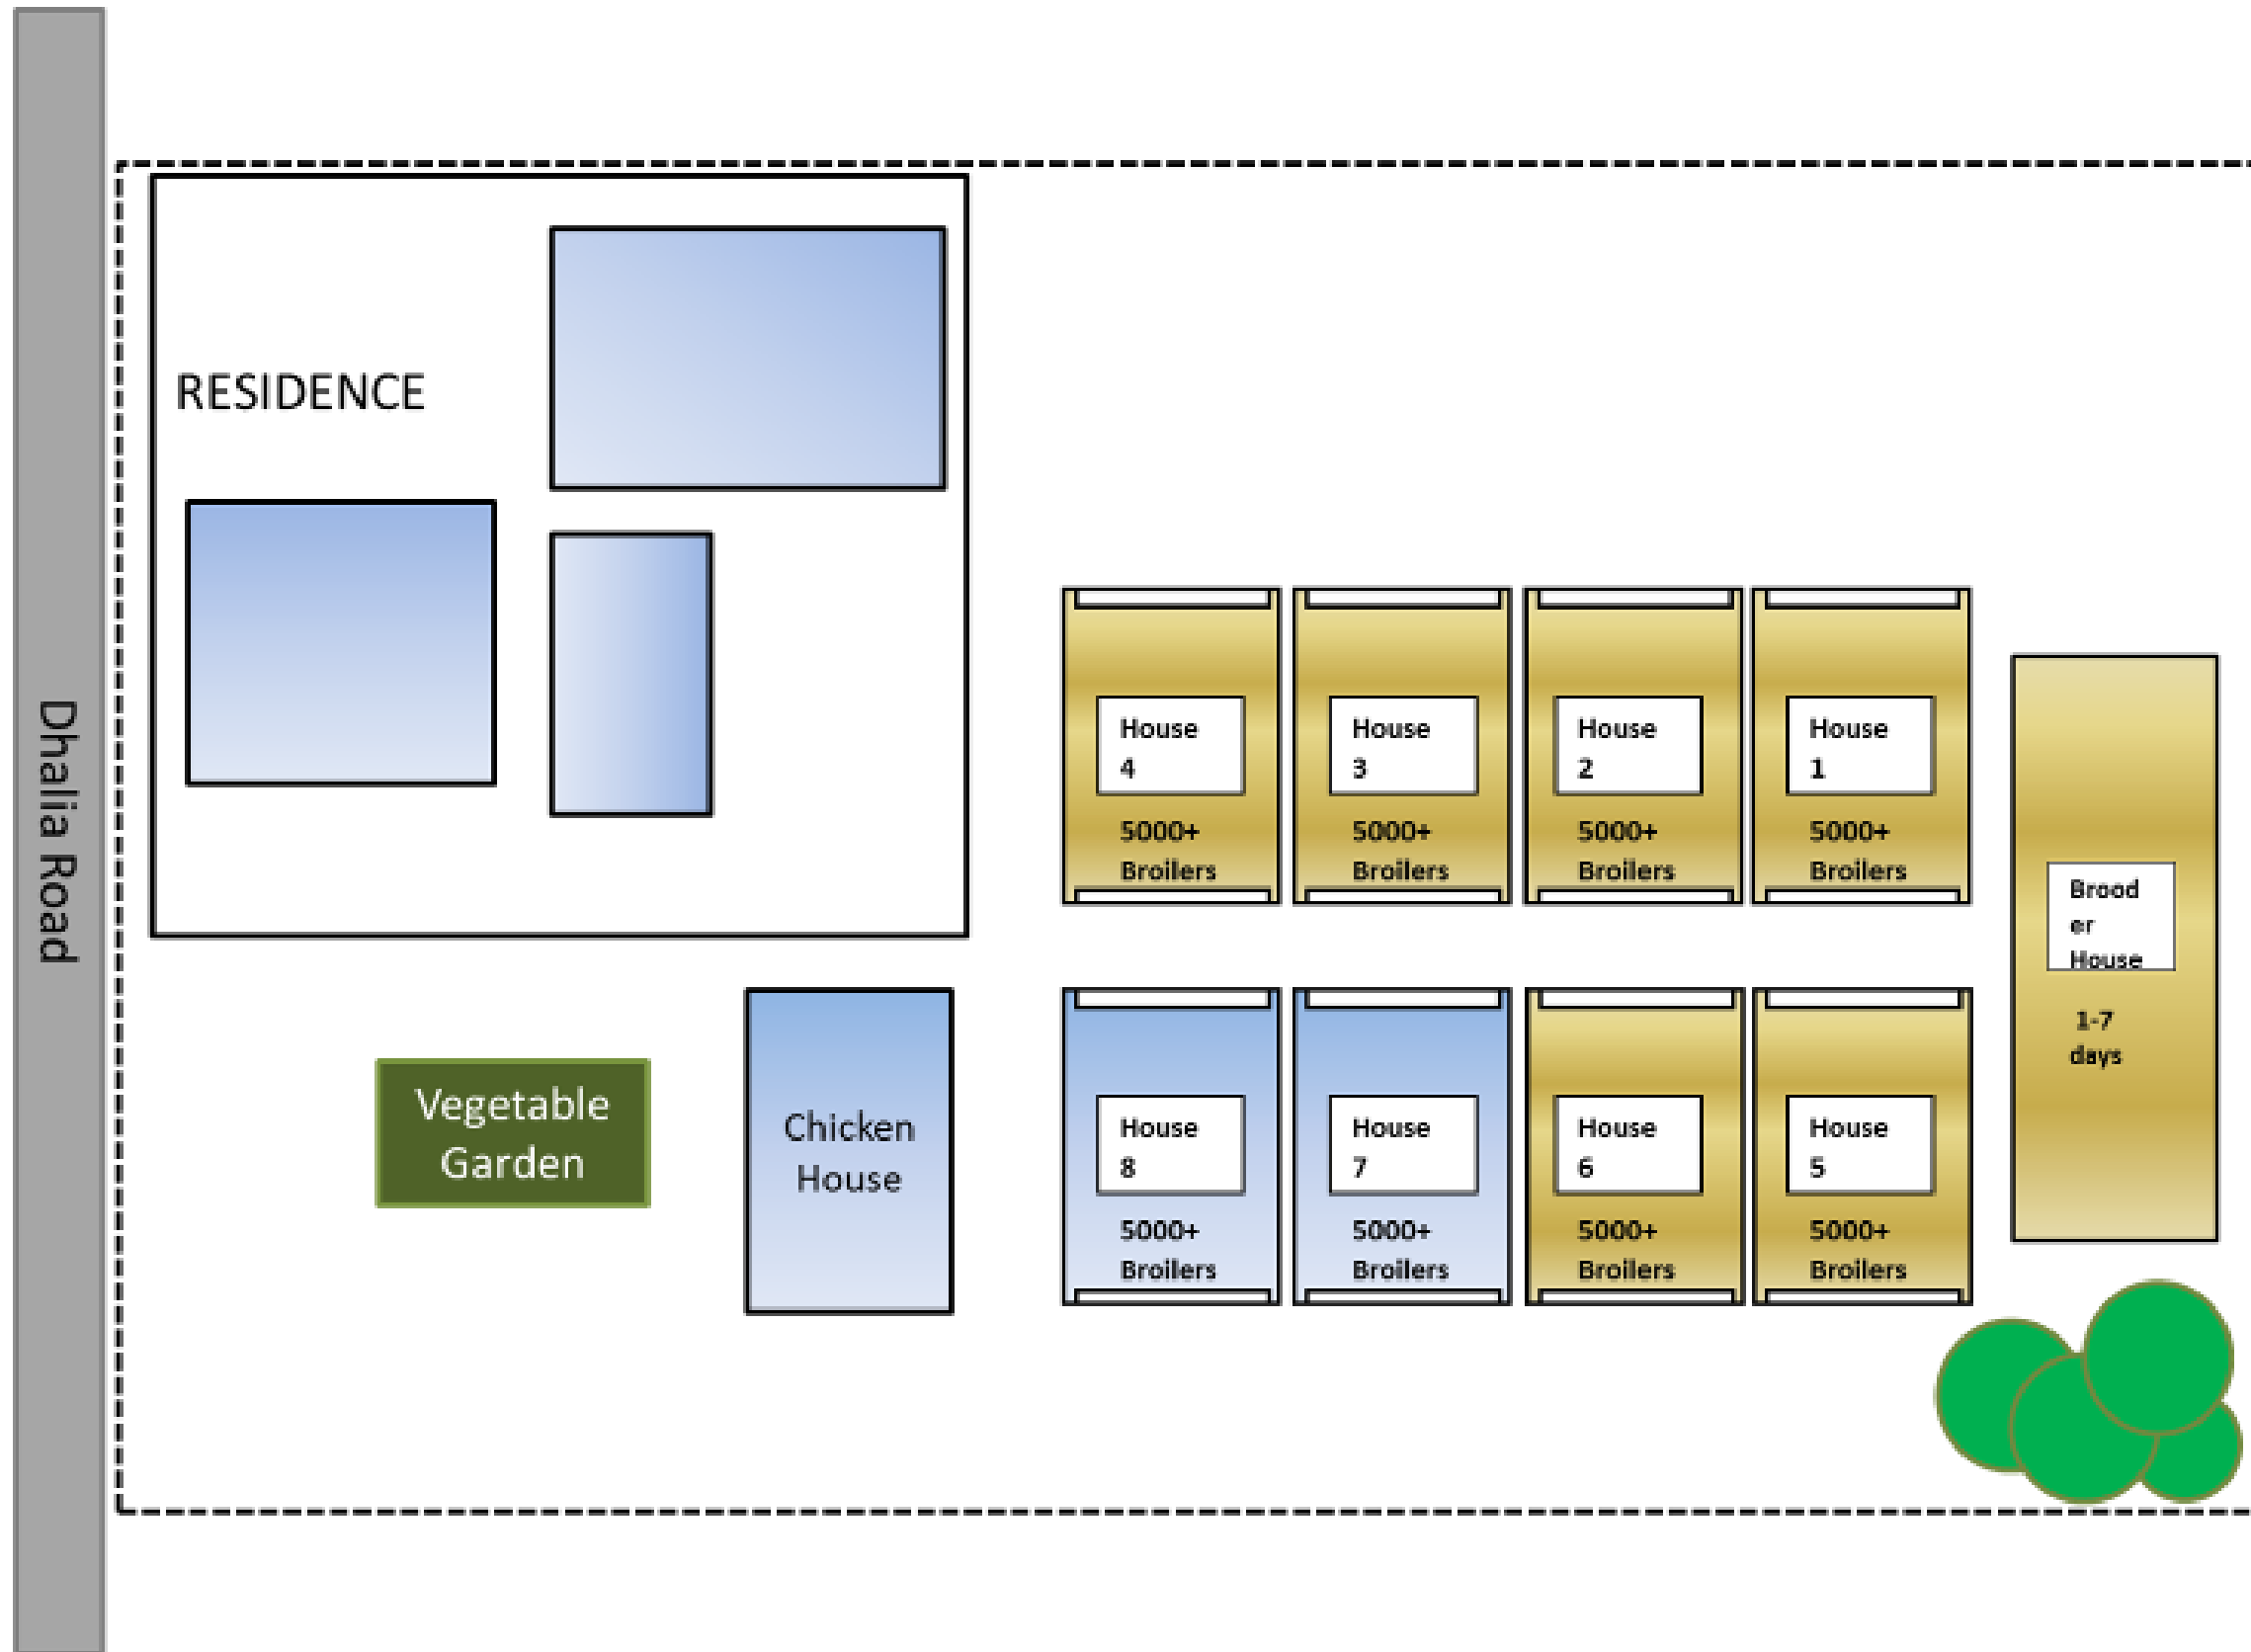 Dhalia Road
RESIDENCE
House
4
5000+
Broilers
House
3
5000+
Broilers
House
2
5000+
Broilers
House
1
5000+
Broilers
Brood
er
House
1-7
days
Vegetable
Garden
Chicken
House
House
8
5000+
Broilers
House
7
5000+
Broilers
House
6
5000+
Broilers
House
5
5000+
Broilers